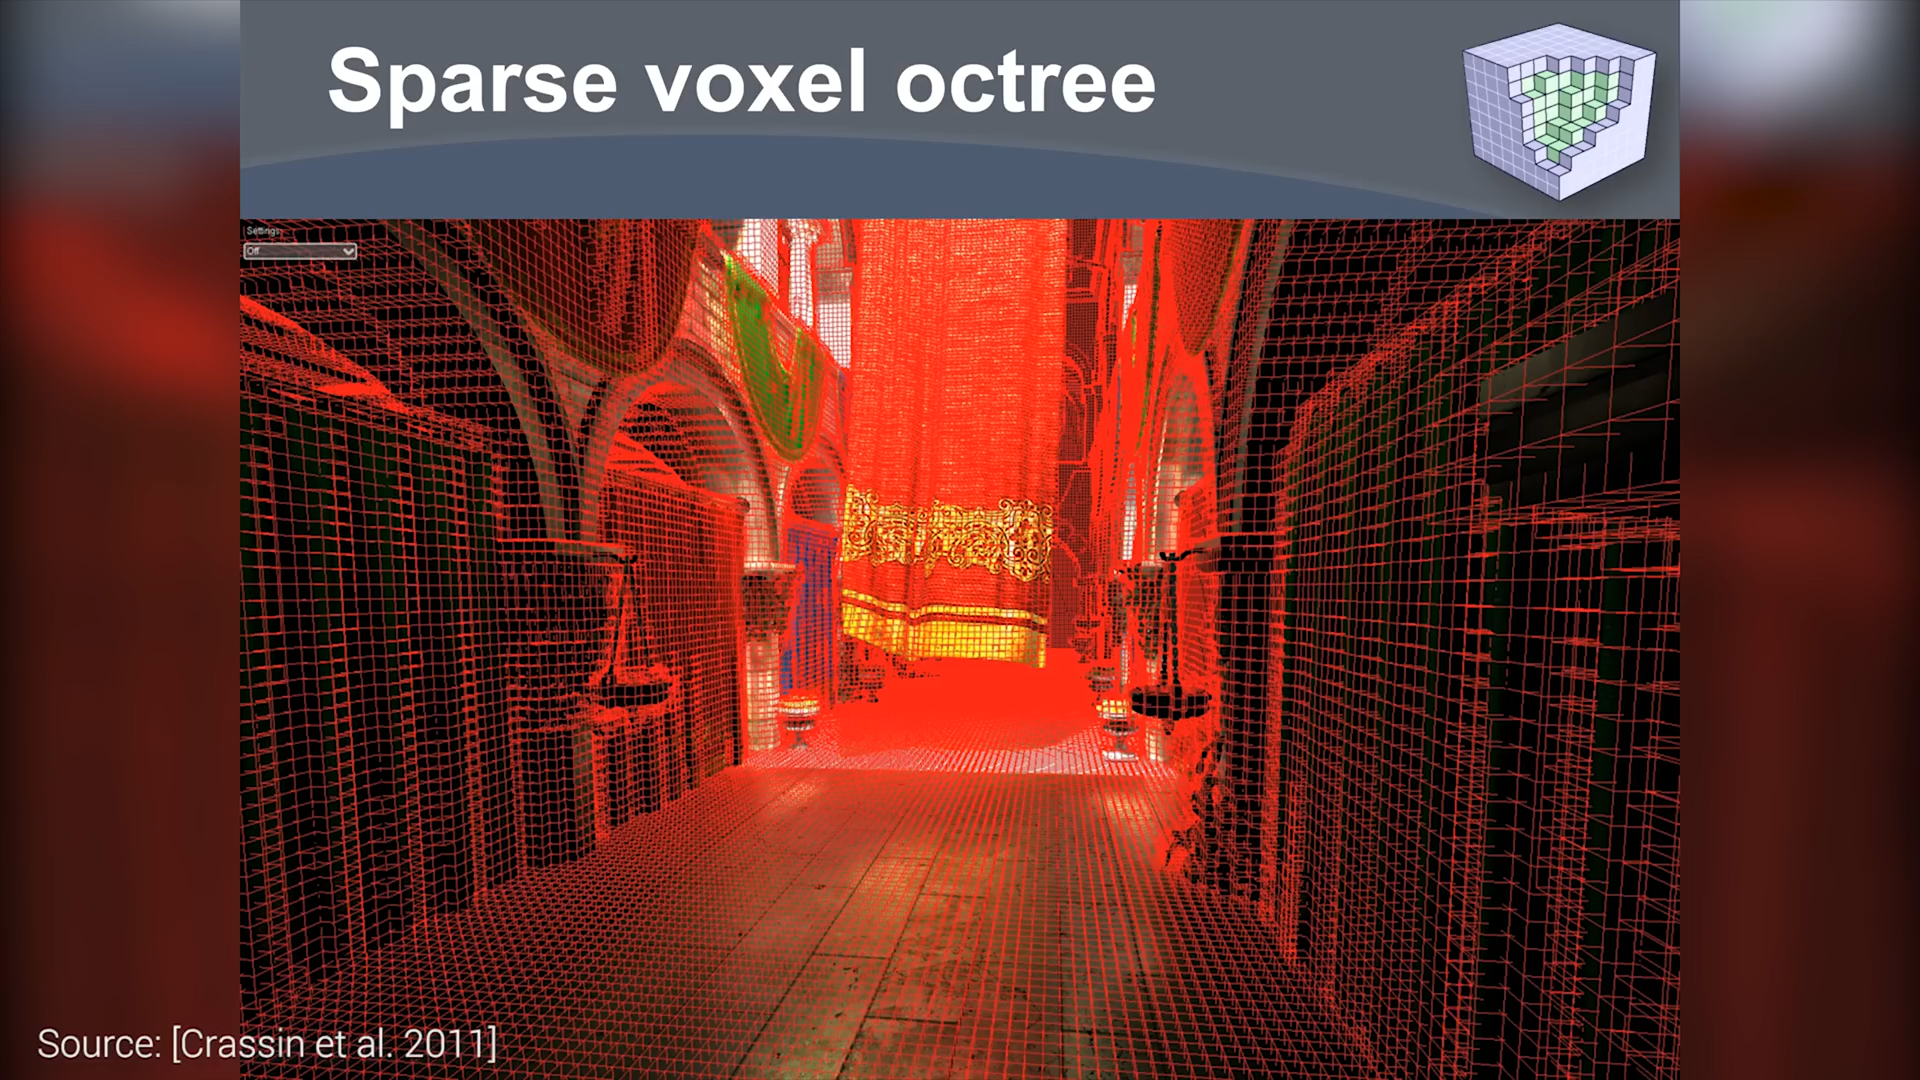 Sparse voxel octree
Settings
Off
Source: [Crassin et al. 2011]